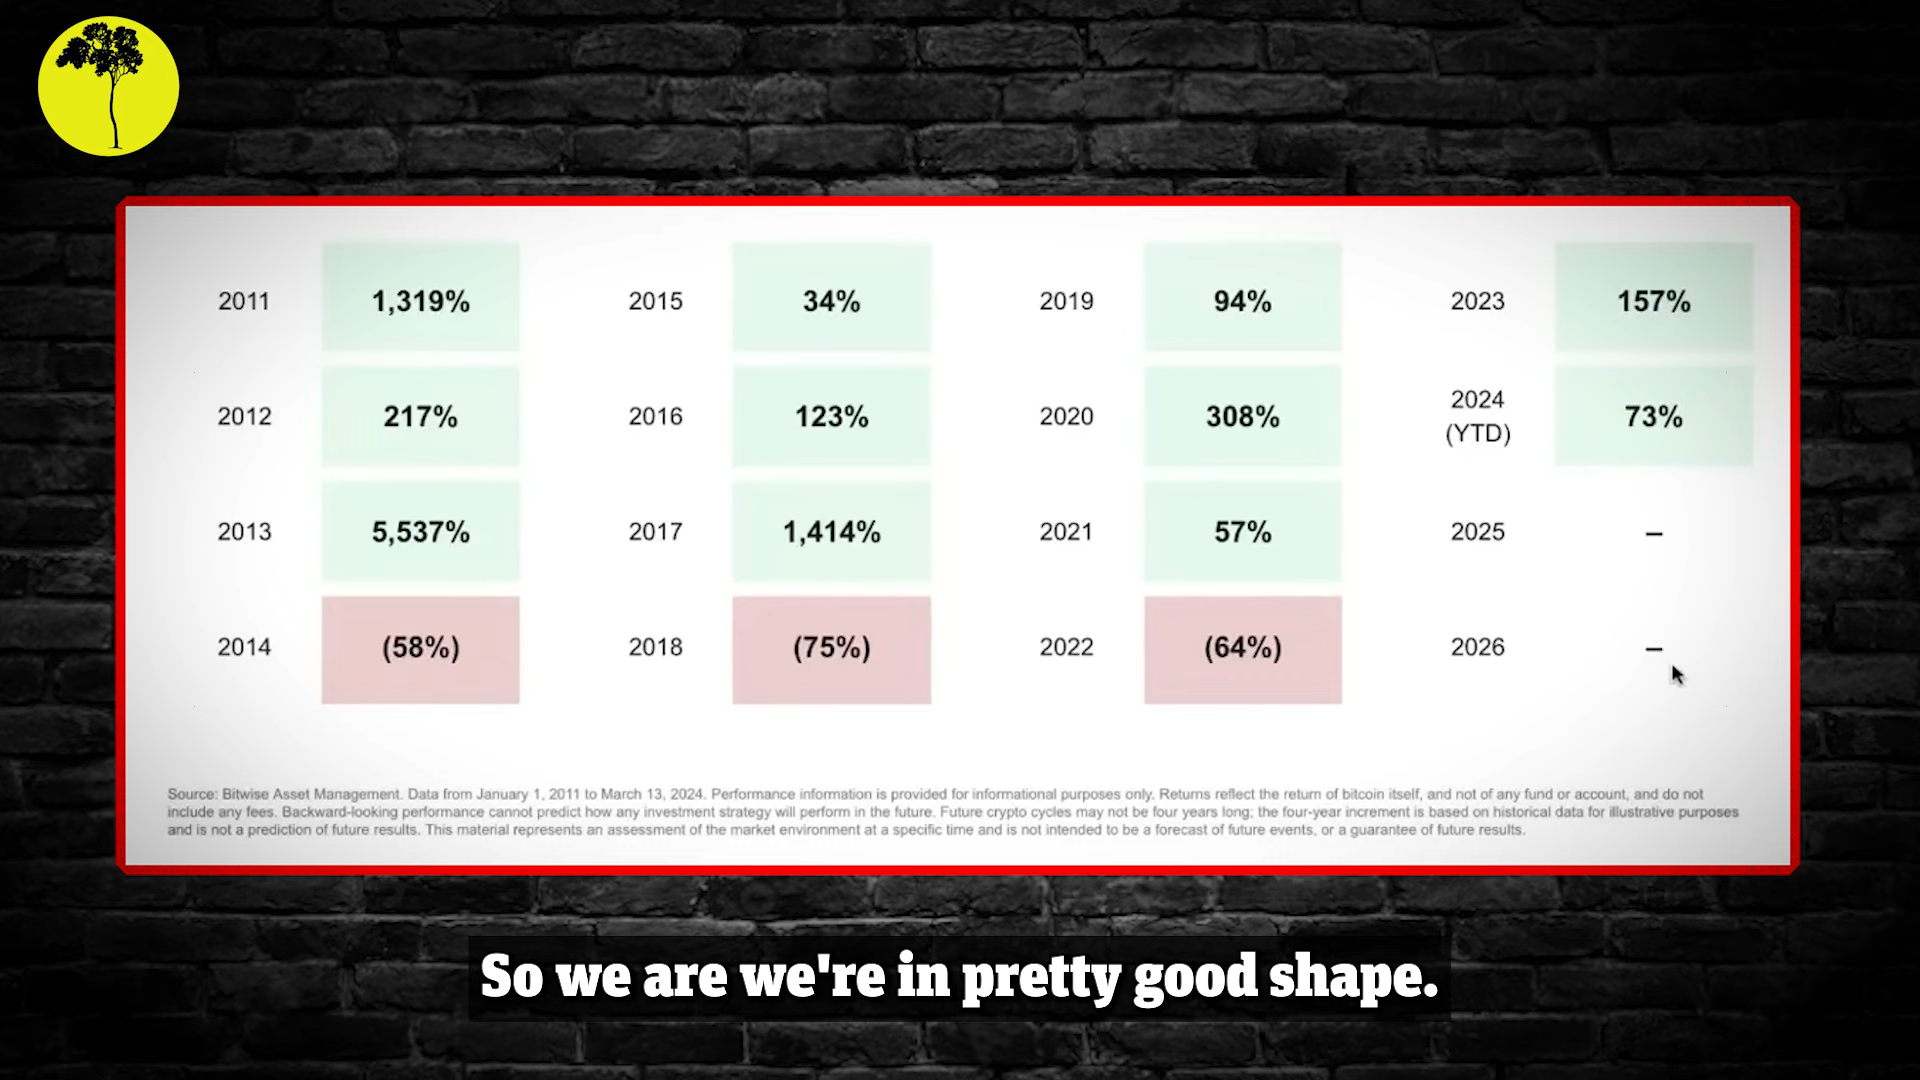 2011 1,319% 2015 34% 2019 94% 2023 157%
2012 217% 2016 123% 2020 308% 2024 (YTD) 73%
2013 5,537% 2017 1,414% 2021 57% 2025 –
2014 (58%) 2018 (75%) 2022 (64%) 2026 –
Source: Bitwise Asset Management. Data from January 1, 2011 to March 13, 2024. Performance information is provided for informational purposes only. Returns reflect the return of bitcoin itself, and not of any fund or account, and do not
include any fees. Backward-looking performance cannot predict how any investment strategy will perform in the future. Future crypto cycles may not be four years long; the four-year increment is based on historical data for illustrative purposes
and is not a prediction of future results. This material represents an assessment of the market environment at a specific time and is not intended to be a forecast of future events, or a guarantee of future results.
So we are we're in pretty good shape.